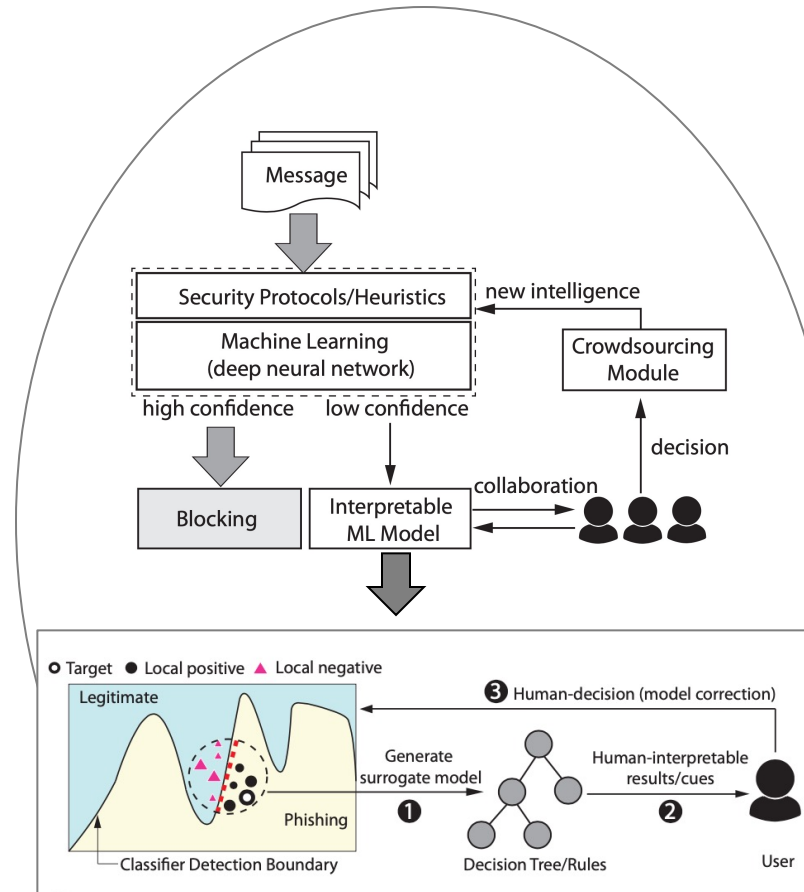 Message
Security Protocols/Heuristics
new intelligence
Machine Learning
(deep neural network)
Crowdsourcing
Module
high confidence
low confidence
decision
collaboration
Blocking
Interpretable
ML Model
Target
Local positive
Local negative
Legitimate
3 Human-decision (model correction)
Generate
surrogate model
Human-interpretable
results/cues
1
2
Phishing
Classifier Detection Boundary
Decision Tree/Rules
User